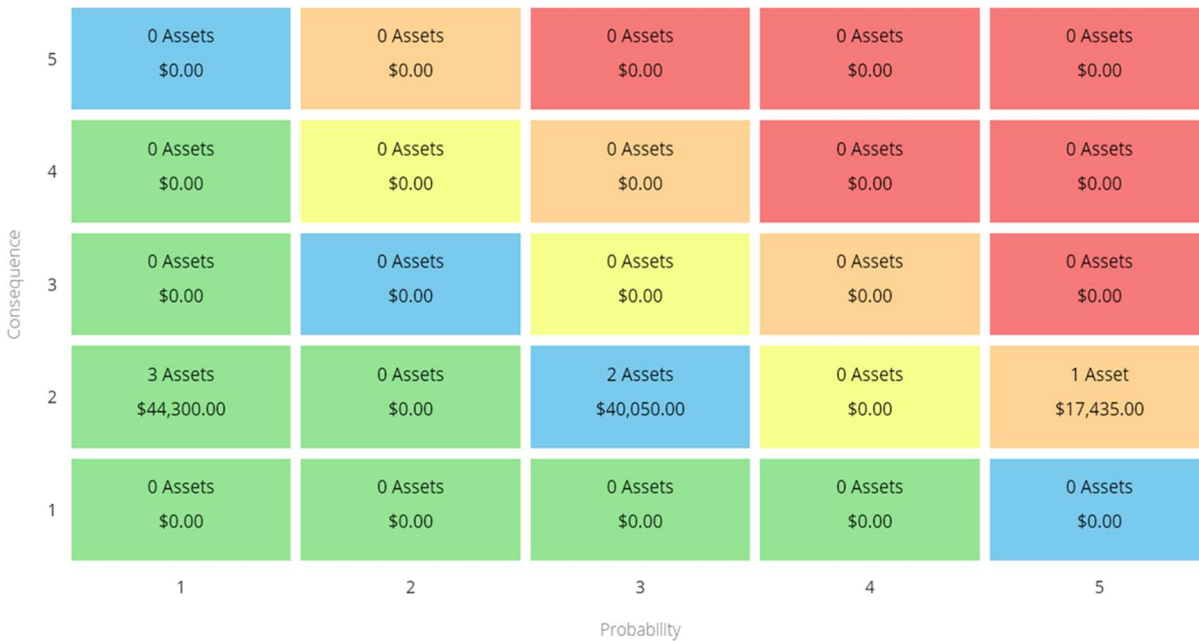 0 Assets 0 Assets 0 Assets 0 Assets 0 Assets
5
$0.00 $0.00 $0.00 $0.00 $0.00
0 Assets 0 Assets 0 Assets 0 Assets 0 Assets
4
$0.00 $0.00 $0.00 $0.00 $0.00
Consequence
0 Assets 0 Assets 0 Assets 0 Assets 0 Assets
3
$0.00 $0.00 $0.00 $0.00 $0.00
3 Assets 0 Assets 2 Assets 0 Assets 1 Asset
2
$44,300.00 $0.00 $40,050.00 $0.00 $17,435.00
0 Assets 0 Assets 0 Assets 0 Assets 0 Assets
1
$0.00 $0.00 $0.00 $0.00 $0.00
1 2 3 4 5
Probability